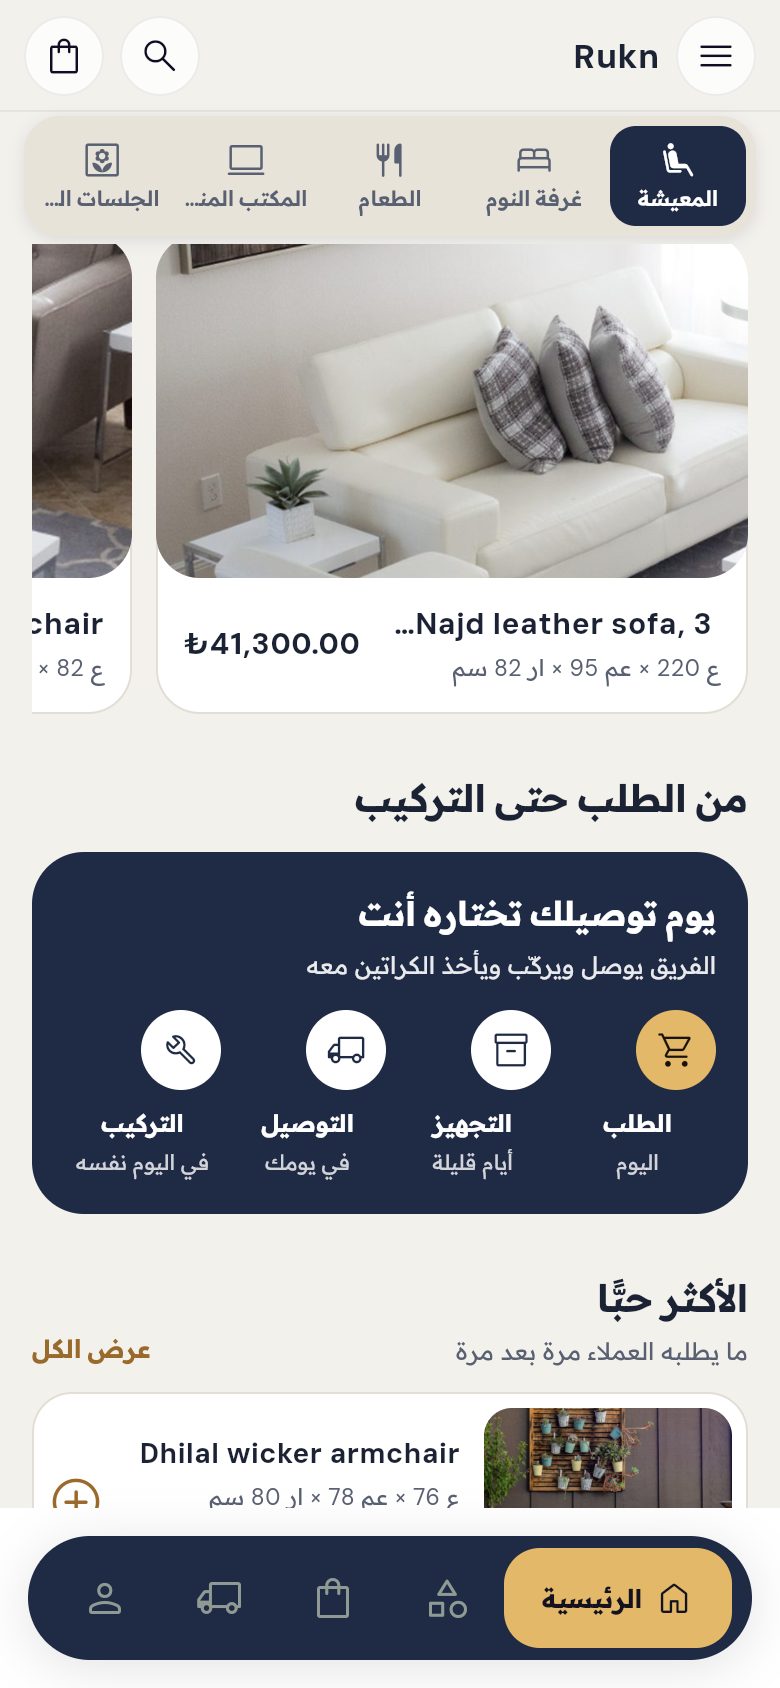 Rukn
المعيشة
غرفة النوم
الطعام
المكتب المنـ...
الجلسات الـ...
Najd leather sofa, 3...
₺41,300.00
ع 220 × عم 95 × ار 82 سم
chair
ع 82 ×
من الطلب حتى التركيب
يوم توصيلك تختاره أنت
الفريق يوصل ويركّب ويأخذ الكراتين معه
الطلب
اليوم
التجهيز
أيام قليلة
التوصيل
في يومك
التركيب
في اليوم نفسه
الأكثر حبًّا
ما يطلبه العملاء مرة بعد مرة
عرض الكل
Dhilal wicker armchair
ع 76 × عم 78 × ار 80 سم
الرئيسية